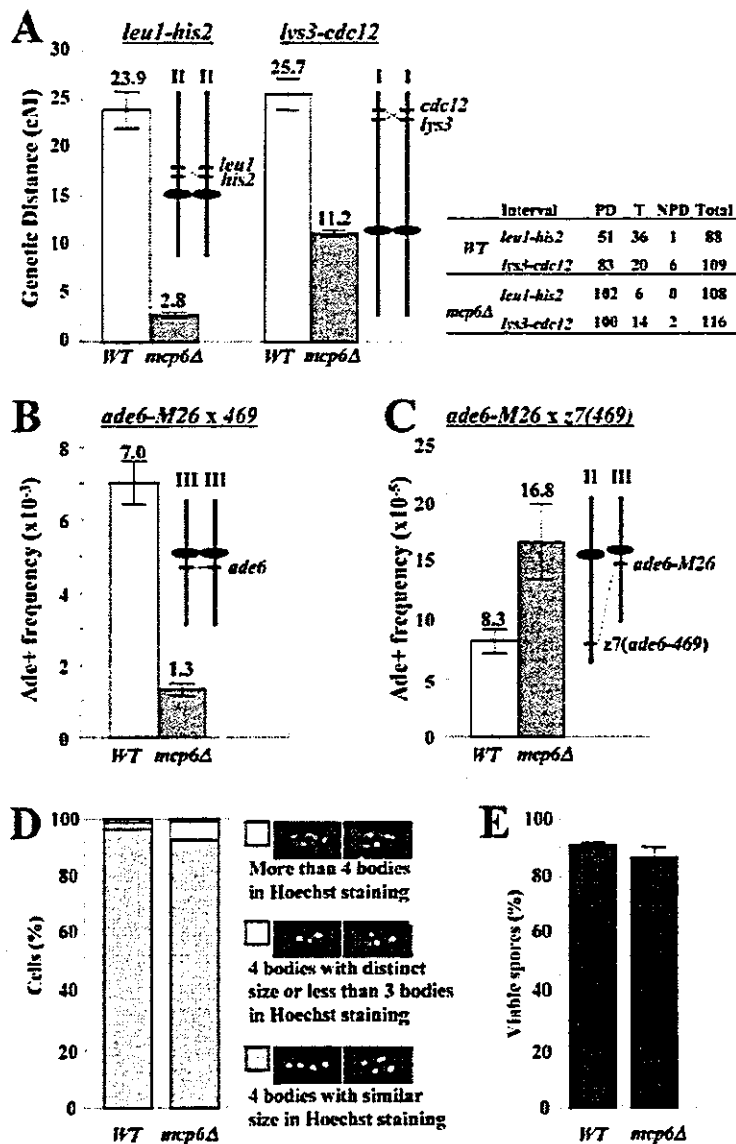 A
leu1-his2
lys3-cdc12
Genetic Distance (cM)
30
25
20
15
10
5
0
23.9
2.8
25.7
11.2
II II
leu1
his2
I I
cdc12
lys3
WT mcp6Δ
WT mcp6Δ
Interval PD T NPD Total
WT leu1-his2 51 36 1 88
lys3-cdc12 83 20 6 109
mcp6Δ leu1-his2 102 6 0 108
lys3-cdc12 100 14 2 116
B
ade6-M26 x 469
Ade+ frequency (x10⁻³)
8
6
4
2
0
7.0
1.3
III III
ade6
WT mcp6Δ
C
ade6-M26 x z7(469)
Ade+ frequency (x10⁻⁵)
25
20
15
10
5
0
8.3
16.8
II III
ade6-M26
z7(ade6-469)
WT mcp6Δ
D
Cells (%)
100
80
60
40
20
0
WT mcp6Δ
More than 4 bodies
in Hoechst staining
4 bodies with distinct
size or less than 3 bodies
in Hoechst staining
4 bodies with similar
size in Hoechst staining
E
Viable spores (%)
100
80
60
40
20
0
WT mcp6Δ